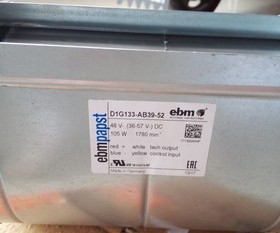 ebmpapst
D1G133-AB39-52
ebm
48 V- (36-57 V-) DC
105 W 1780 min
red + white tach output
blue - yellow control input
Made in Germany
EAC